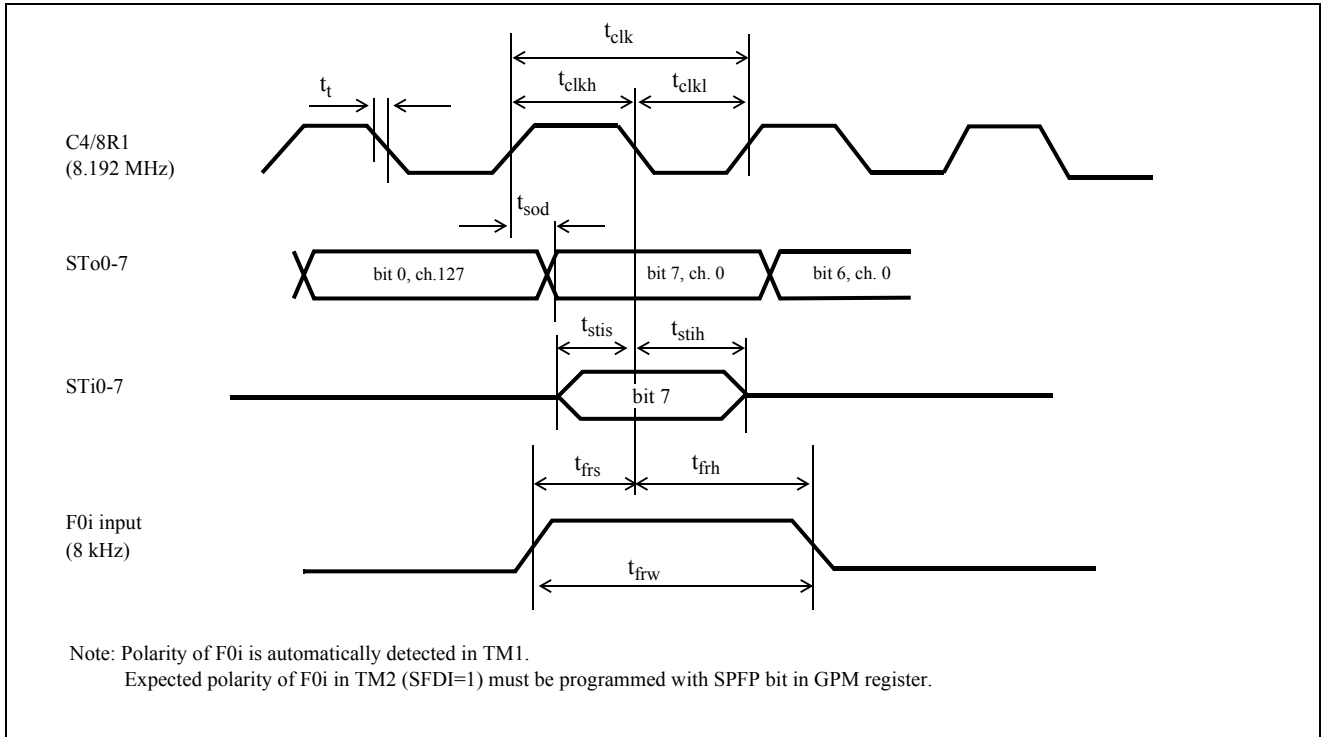 t_clk
t_clkh t_clkl
t_t
C4/8R1
(8.192 MHz)
t_sod
STo0-7
bit 0, ch.127 bit 7, ch. 0 bit 6, ch. 0
t_stis t_stih
STi0-7
bit 7
t_frs t_frh
F0i input
(8 kHz)
t_frw
Note: Polarity of F0i is automatically detected in TM1.
Expected polarity of F0i in TM2 (SFDI=1) must be programmed with SPFP bit in GPM register.